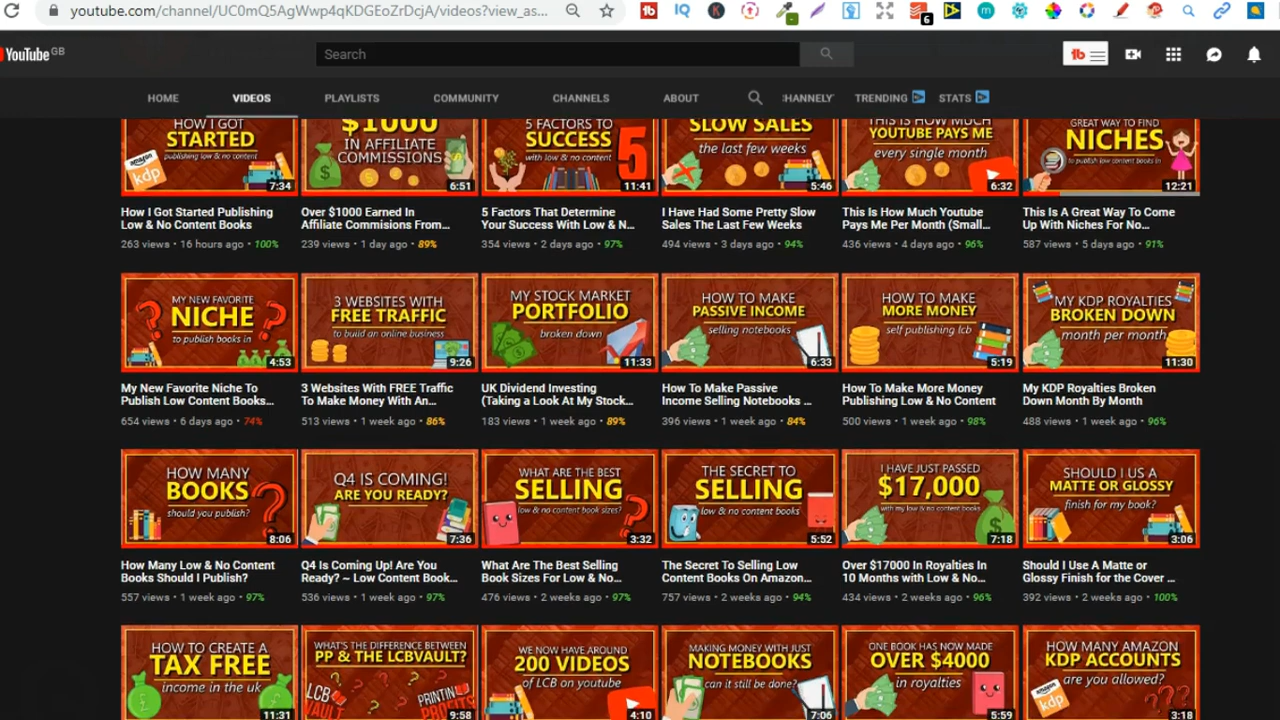 youtube.com/channel/UC0mQ5AgWwp4qKDGEoZrDcjA/videos?view_as...
6
YouTube GB
Search
HOME VIDEOS PLAYLISTS COMMUNITY CHANNELS ABOUT :HANNELY TRENDING STATS
HOW I GOT
STARTED
publishing low & no content
amazon
kdp
7:34
$1000
IN AFFILIATE
COMMISSIONS
6:51
5 FACTORS TO
SUCCESS
with low & no content
5
11:41
SLOW SALES
the last few weeks
5:46
THIS IS HOW MUCH
YOUTUBE PAYS ME
every single month
6:32
GREAT WAY TO FIND
NICHES
to publish low content books in
12:21
How I Got Started Publishing
Low & No Content Books
263 views • 16 hours ago • 100%
Over $1000 Earned In
Affiliate Commisions From...
239 views • 1 day ago • 89%
5 Factors That Determine
Your Success With Low & N...
354 views • 2 days ago • 97%
I Have Had Some Pretty Slow
Sales The Last Few Weeks
494 views • 3 days ago • 94%
This Is How Much Youtube
Pays Me Per Month (Small...
436 views • 4 days ago • 96%
This Is A Great Way To Come
Up With Niches For No...
587 views • 5 days ago • 91%
MY NEW FAVORITE
NICHE
to publish books in
4:53
3 WEBSITES WITH
FREE TRAFFIC
to build an online business
9:26
MY STOCK MARKET
PORTFOLIO
broken down
11:33
HOW TO MAKE
PASSIVE INCOME
selling notebooks
6:33
HOW TO MAKE
MORE MONEY
self publishing lcb
5:19
MY KDP ROYALTIES
BROKEN DOWN
month per month
11:30
My New Favorite Niche To
Publish Low Content Books...
654 views • 6 days ago • 74%
3 Websites With FREE Traffic
To Make Money With An...
513 views • 1 week ago • 86%
UK Dividend Investing
(Taking a Look At My Stock...
183 views • 1 week ago • 89%
How To Make Passive
Income Selling Notebooks ...
396 views • 1 week ago • 84%
How To Make More Money
Publishing Low & No Content
500 views • 1 week ago • 98%
My KDP Royalties Broken
Down Month By Month
488 views • 1 week ago • 96%
HOW MANY
BOOKS
should you publish?
8:06
Q4 IS COMING!
ARE YOU READY?
7:36
WHAT ARE THE BEST
SELLING
low & no content book sizes?
3:32
THE SECRET TO
SELLING
low & no content books
5:52
I HAVE JUST PASSED
$17,000
with my low & no content books
7:18
SHOULD I US A
MATTE OR GLOSSY
finish for my book?
3:06
How Many Low & No Content
Books Should I Publish?
557 views • 1 week ago • 97%
Q4 Is Coming Up! Are You
Ready? ~ Low Content Book...
536 views • 1 week ago • 97%
What Are The Best Selling
Book Sizes For Low & No...
476 views • 2 weeks ago • 97%
The Secret To Selling Low
Content Books On Amazon...
757 views • 2 weeks ago • 94%
Over $17000 In Royalties In
10 Months with Low & No...
434 views • 2 weeks ago • 96%
Should I Use A Matte or
Glossy Finish for the Cover ...
392 views • 2 weeks ago • 100%
HOW TO CREATE A
TAX FREE
income in the uk
11:31
WHAT'S THE DIFFERENCE BETWEEN
PP & THE LCBVAULT?
LCB
VAULT
9:58
WE NOW HAVE AROUND
200 VIDEOS
of LCB on youtube
4:10
MAKING MONEY WITH JUST
NOTEBOOKS
can it still be done?
7:06
ONE BOOK HAS NOW MADE
OVER $4000
in royalties
5:59
HOW MANY AMAZON
KDP ACCOUNTS
are you allowed?
amazon
kdp
3:18